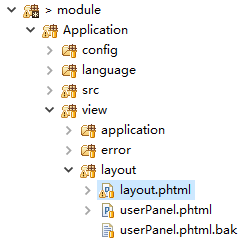 > module
Application
config
language
src
view
application
error
layout
layout.phtml
userPanel.phtml
userPanel.phtml.bak